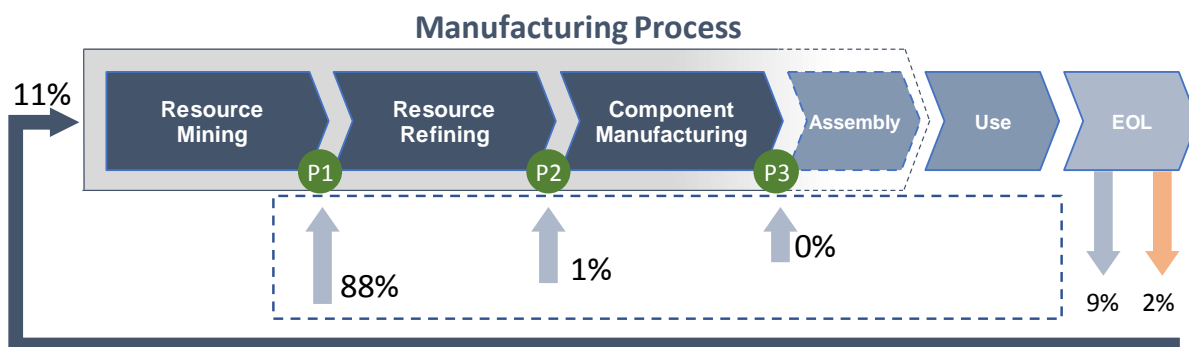 Manufacturing Process
11%
Resource
Mining
Resource
Refining
Component
Manufacturing
Assembly
Use
EOL
P1
P2
P3
88%
1%
0%
9%
2%